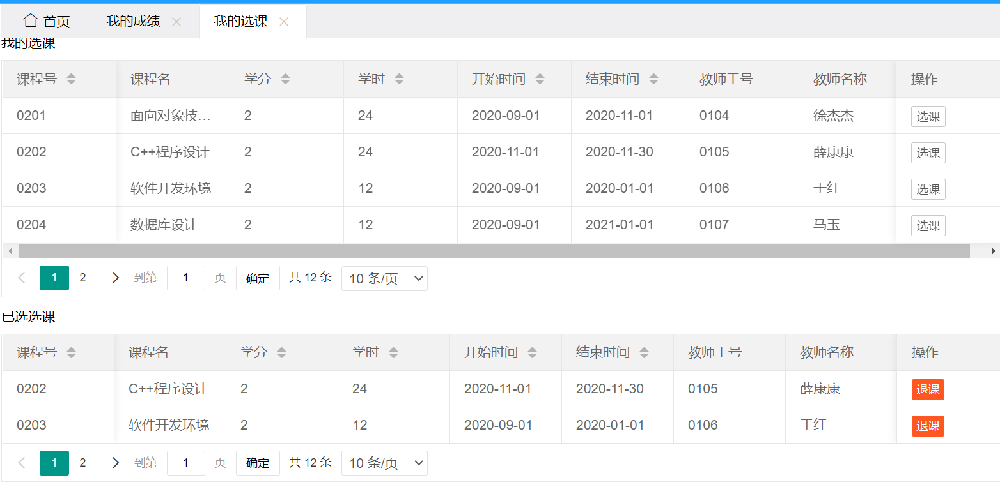 首页 我的成绩 我的选课
我的选课
课程号 课程名 学分 学时 开始时间 结束时间 教师工号 教师名称 操作
0201 面向对象技… 2 24 2020-09-01 2020-11-01 0104 徐杰杰 选课
0202 C++程序设计 2 24 2020-11-01 2020-11-30 0105 薛康康 选课
0203 软件开发环境 2 12 2020-09-01 2020-01-01 0106 于红 选课
0204 数据库设计 2 12 2020-09-01 2021-01-01 0107 马玉 选课
1 2 到第 1 页 确定 共 12 条 10 条/页
已选选课
课程号 课程名 学分 学时 开始时间 结束时间 教师工号 教师名称 操作
0202 C++程序设计 2 24 2020-11-01 2020-11-30 0105 薛康康 退课
0203 软件开发环境 2 12 2020-09-01 2020-01-01 0106 于红 退课
1 2 到第 1 页 确定 共 12 条 10 条/页